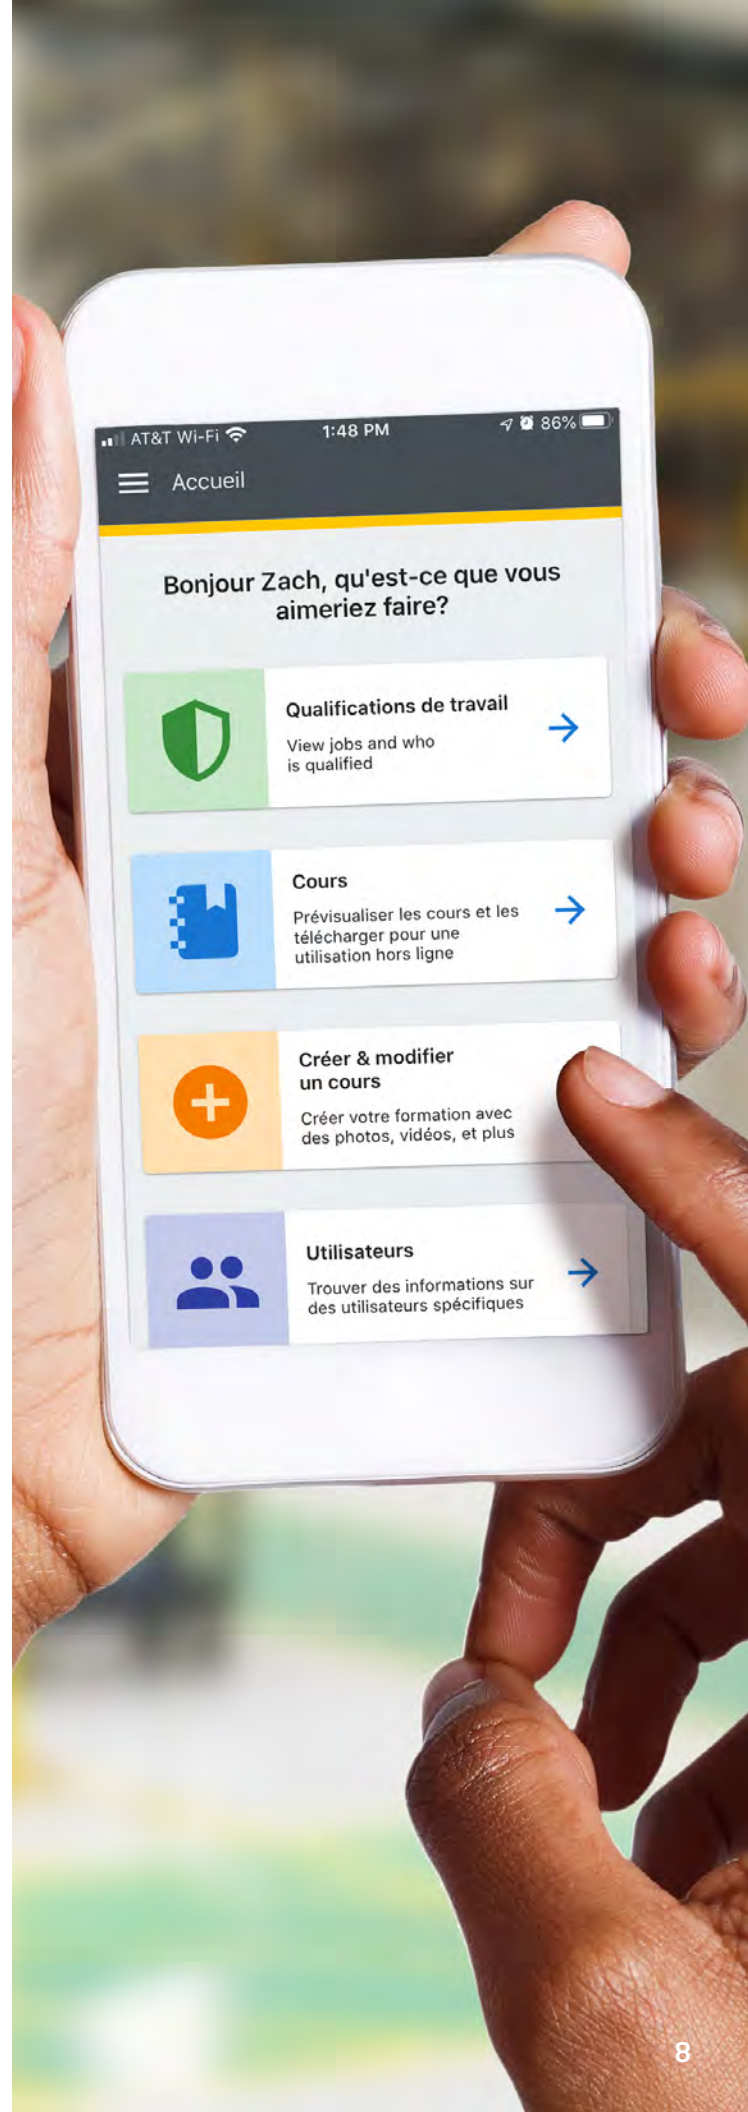 AT&T Wi-Fi 1:48 PM 86%
Accueil
Bonjour Zach, qu'est-ce que vous
aimeriez faire?
Qualifications de travail
View jobs and who
is qualified
Cours
Prévisualiser les cours et les
télécharger pour une
utilisation hors ligne
Créer & modifier
un cours
Créer votre formation avec
des photos, vidéos, et plus
Utilisateurs
Trouver des informations sur
des utilisateurs spécifiques
8